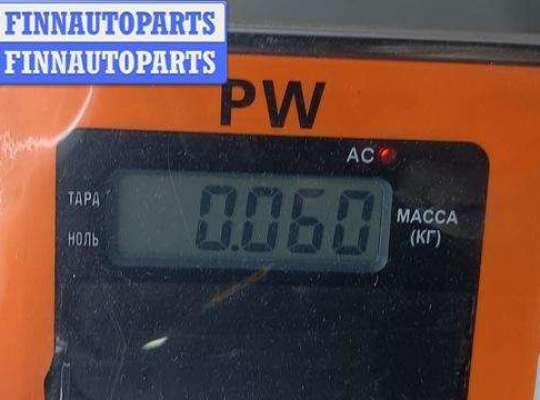 FINNAUTOPARTS
FINNAUTOPARTS
PW
AC
ТАРА
0.060
МАССА
НОЛЬ
(КГ)